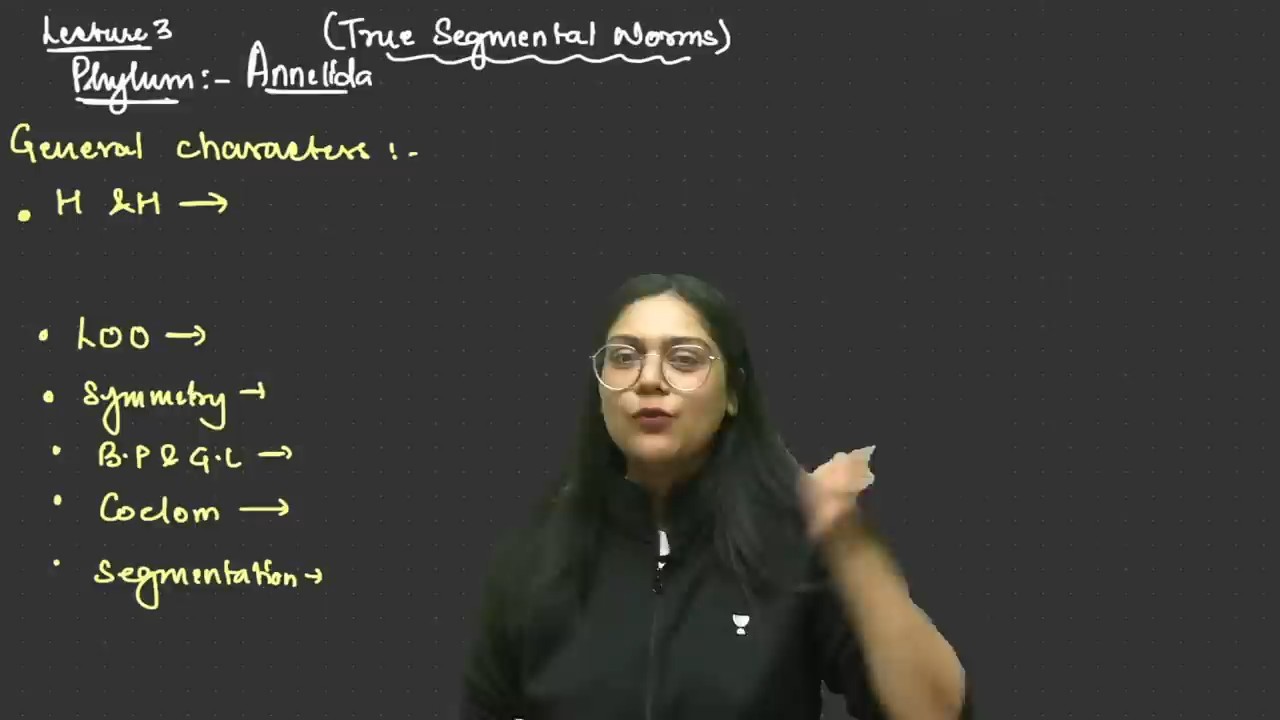 Lecture 3
(True Segmental Worms)
Phylum:- Annelida
General characters :-
• H & H →
• LOO →
• Symmetry →
• B.P & G.L →
• Coelom →
• Segmentation →